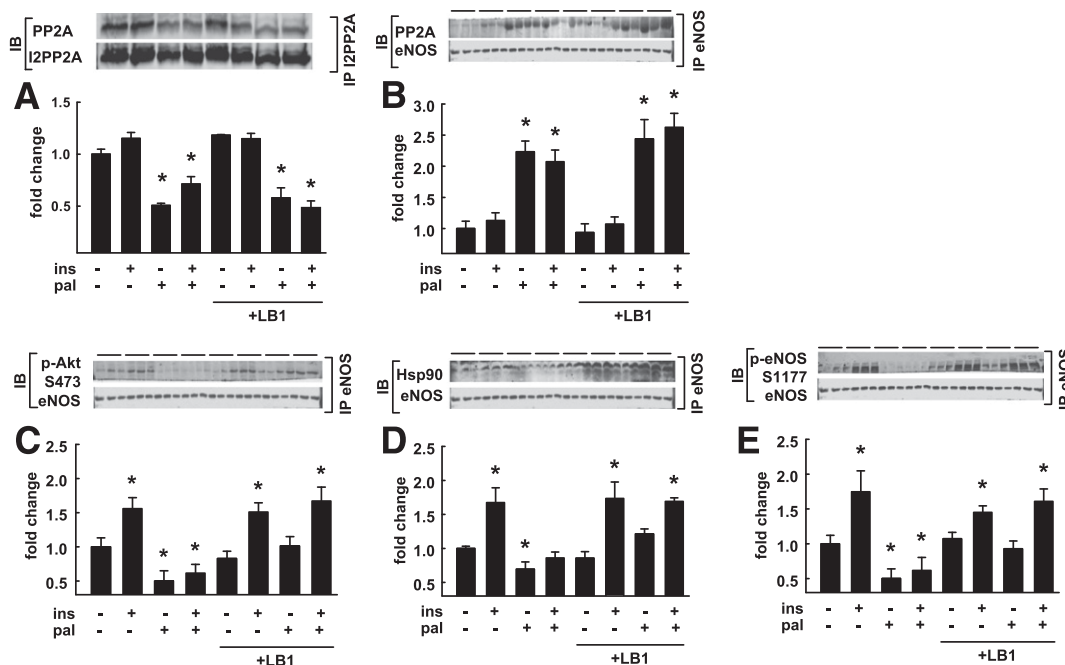 IB
PP2A
I2PP2A
IP I2PP2A
A
fold change
1.5
1.0
0.5
* * * *
ins - + - + - + - +
pal - - + + - - + +
+LB1
IB
PP2A
eNOS
IP eNOS
B
fold change
3.0
2.5
2.0
1.5
1.0
* * * *
ins - + - + - + - +
pal - - + + - - + +
+LB1
IB
p-Akt
S473
eNOS
IP eNOS
C
fold change
2.5
2.0
1.5
1.0
0.5
* * * * *
ins - + - + - + - +
pal - - + + - - + +
+LB1
IB
Hsp90
eNOS
IP eNOS
D
fold change
2.5
2.0
1.5
1.0
0.5
* * * *
ins - + - + - + - +
pal - - + + - - + +
+LB1
IB
p-eNOS
S1177
eNOS
IP eNOS
E
fold change
2.5
2.0
1.5
1.0
0.5
* * * * *
ins - + - + - + - +
pal - - + + - - + +
+LB1